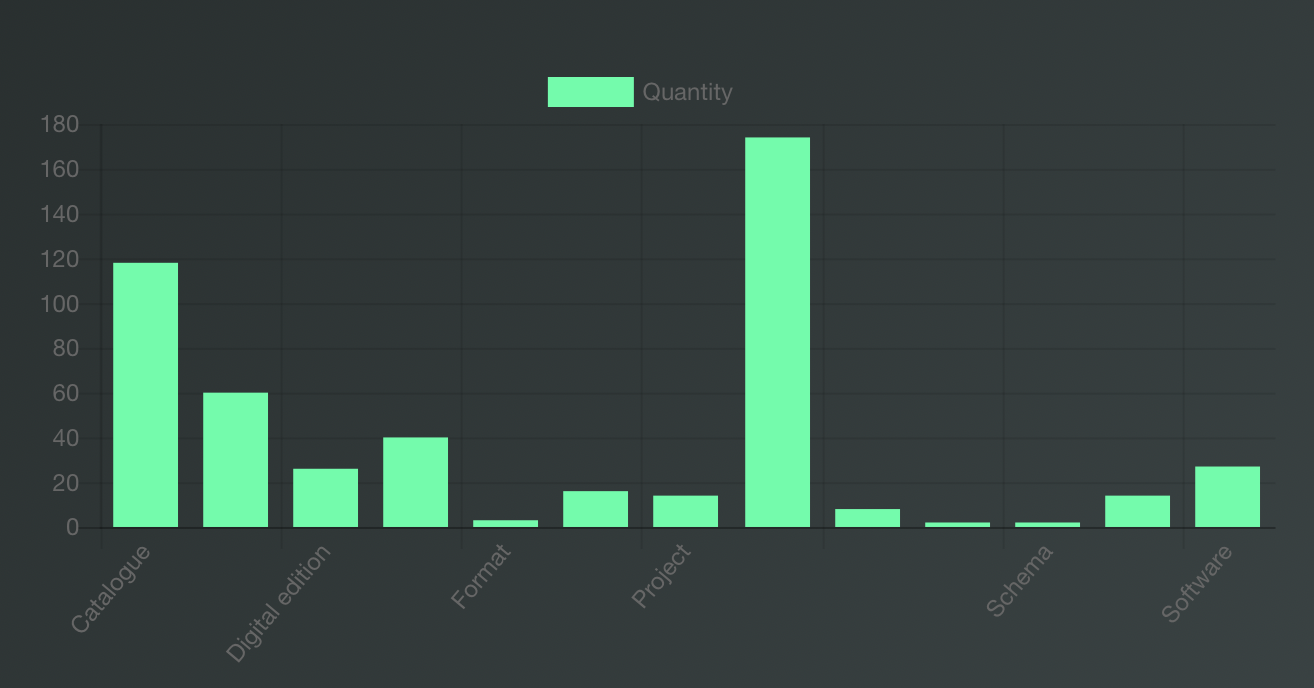 Quantity
180
160
140
120
100
80
60
40
20
0
Catalogue
Digital edition
Format
Project
Schema
Software